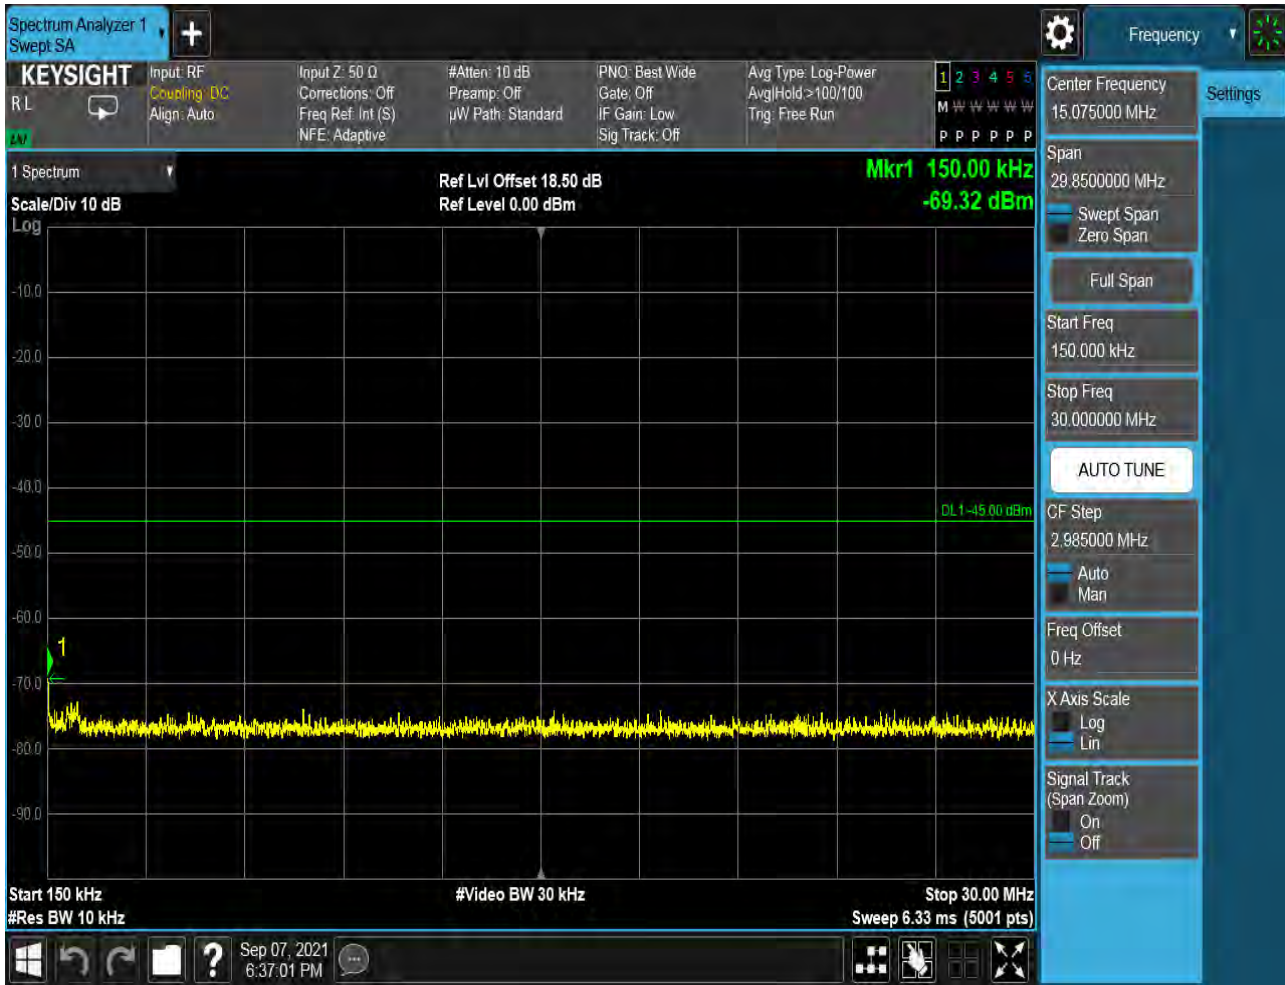 Spectrum Analyzer 1
Swept SA
Frequency
KEYSIGHT
R L
Input: RF
Coupling: DC
Align: Auto
Input Z: 50 Ω
Corrections: Off
Freq Ref: Int (S)
NFE: Adaptive
#Atten: 10 dB
Preamp: Off
µW Path: Standard
PNO: Best Wide
Gate: Off
IF Gain: Low
Sig Track: Off
Avg Type: Log-Power
Avg|Hold:>100/100
Trig: Free Run
1 2 3 4 5 6
M W W W W W
P P P P P P
1 Spectrum
Scale/Div 10 dB
Ref Lvl Offset 18.50 dB
Ref Level 0.00 dBm
Mkr1 150.00 kHz
-69.32 dBm
Log
-10.0
-20.0
-30.0
-40.0
DL1 -45.00 dBm
-50.0
-60.0
1
-70.0
-80.0
-90.0
Start 150 kHz
#Video BW 30 kHz
Stop 30.00 MHz
#Res BW 10 kHz
Sweep 6.33 ms (5001 pts)
Sep 07, 2021
6:37:01 PM
?
Center Frequency
15.075000 MHz
Settings
Span
29.8500000 MHz
Swept Span
Zero Span
Full Span
Start Freq
150.000 kHz
Stop Freq
30.000000 MHz
AUTO TUNE
CF Step
2.985000 MHz
Auto
Man
Freq Offset
0 Hz
X Axis Scale
Log
Lin
Signal Track
(Span Zoom)
On
Off